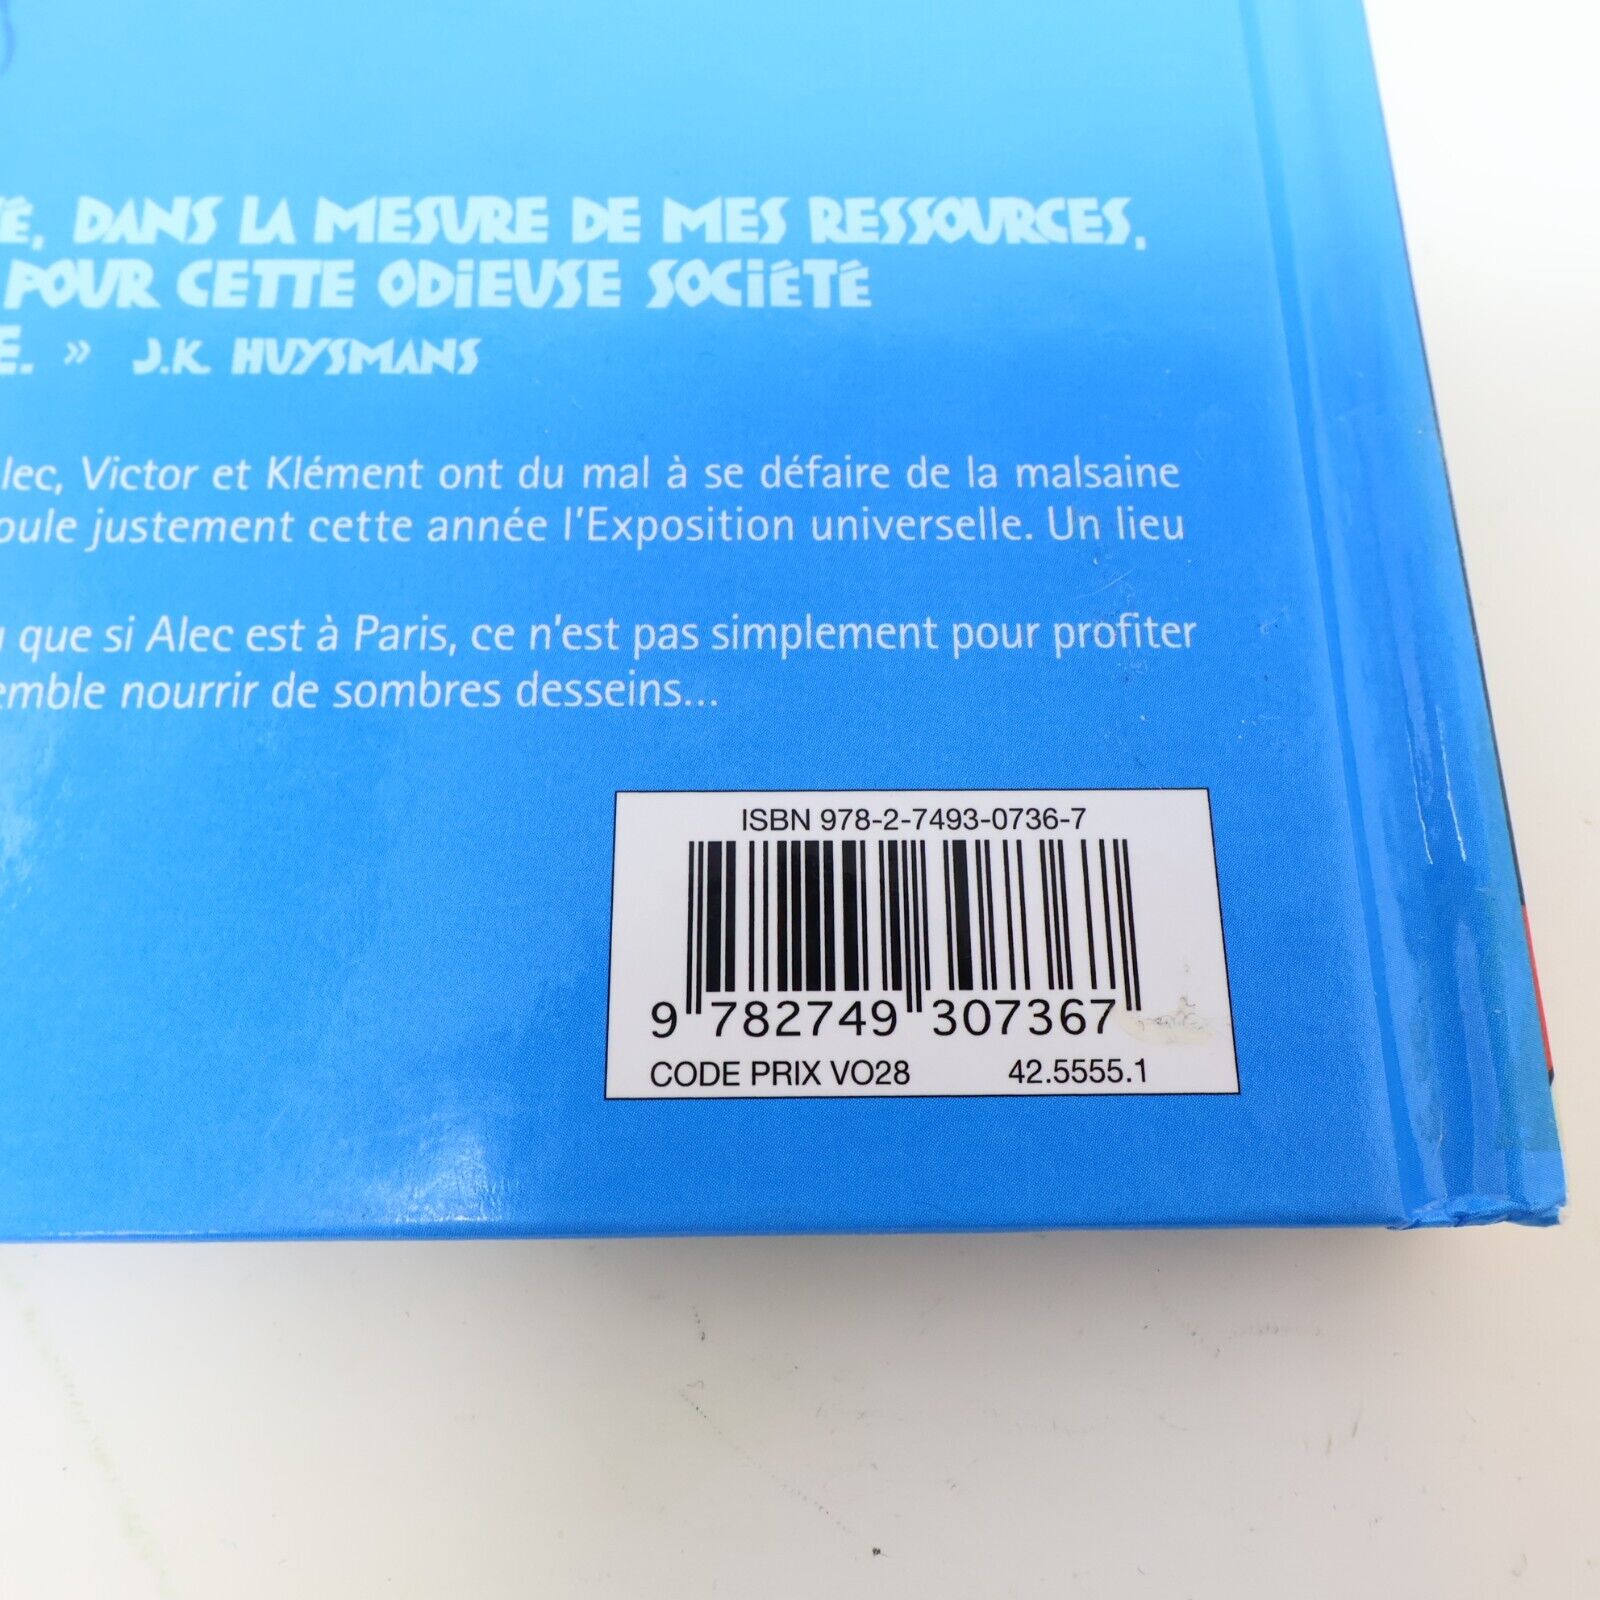 É, DANS LA MESURE DE MES RESSOURCES,
POUR CETTE ODIEUSE SOCIÉTÉ
E. » J.K. HUYSMANS
lec, Victor et Klément ont du mal à se défaire de la malsaine
oule justement cette année l'Exposition universelle. Un lieu
que si Alec est à Paris, ce n'est pas simplement pour profiter
emble nourrir de sombres desseins...
ISBN 978-2-7493-0736-7
9 782749 307367
CODE PRIX VO28 42.5555.1